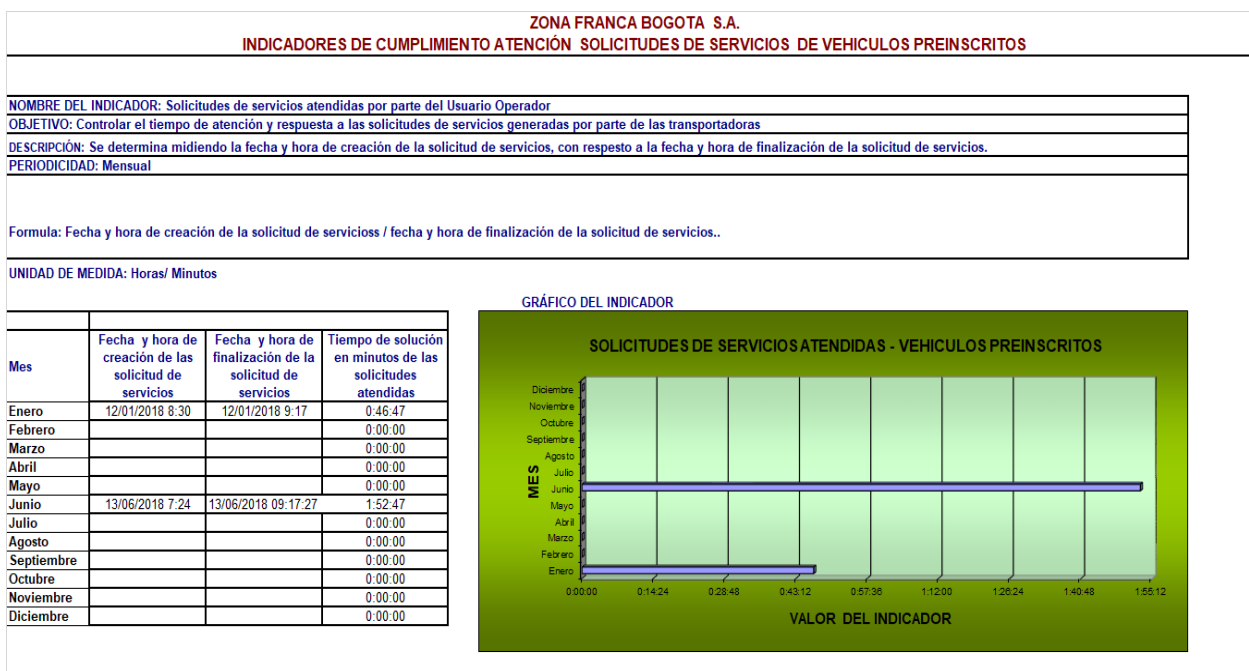 ZONA FRANCA BOGOTA S.A.
INDICADORES DE CUMPLIMIENTO ATENCIÓN SOLICITUDES DE SERVICIOS DE VEHICULOS PREINSCRITOS
NOMBRE DEL INDICADOR: Solicitudes de servicios atendidas por parte del Usuario Operador
OBJETIVO: Controlar el tiempo de atención y respuesta a las solicitudes de servicios generadas por parte de las transportadoras
DESCRIPCIÓN: Se determina midiendo la fecha y hora de creación de la solicitud de servicios, con respesto a la fecha y hora de finalización de la solicitud de servicios.
PERIODICIDAD: Mensual
Formula: Fecha y hora de creación de la solicitud de servicioss / fecha y hora de finalización de la solicitud de servicios..
UNIDAD DE MEDIDA: Horas/ Minutos
Mes
Fecha y hora de
creación de las
solicitud de
servicios
Fecha y hora de
finalización de la
solicitud de
servicios
Tiempo de solución
en minutos de las
solicitudes
atendidas
Enero 12/01/2018 8:30 12/01/2018 9:17 0:46:47
Febrero 0:00:00
Marzo 0:00:00
Abril 0:00:00
Mayo 0:00:00
Junio 13/06/2018 7:24 13/06/2018 09:17:27 1:52:47
Julio 0:00:00
Agosto 0:00:00
Septiembre 0:00:00
Octubre 0:00:00
Noviembre 0:00:00
Diciembre 0:00:00
GRÁFICO DEL INDICADOR
SOLICITUDES DE SERVICIOS ATENDIDAS - VEHICULOS PREINSCRITOS
MES
Diciembre
Noviembre
Octubre
Septiembre
Agosto
Julio
Junio
Mayo
Abril
Marzo
Febrero
Enero
0:00:00 0:14:24 0:28:48 0:43:12 0:57:36 1:12:00 1:26:24 1:40:48 1:55:12
VALOR DEL INDICADOR